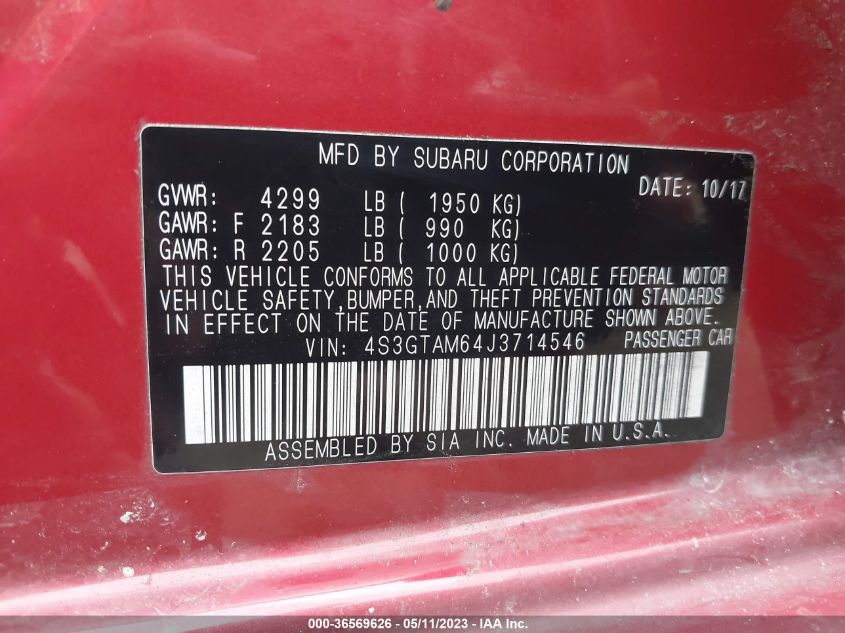 MFD BY SUBARU CORPORATION
DATE: 10/17
GVWR: 4299 LB ( 1950 KG)
GAWR: F 2183 LB ( 990 KG)
GAWR: R 2205 LB ( 1000 KG)
THIS VEHICLE CONFORMS TO ALL APPLICABLE FEDERAL MOTOR
VEHICLE SAFETY,BUMPER,AND THEFT PREVENTION STANDARDS
IN EFFECT ON THE DATE OF MANUFACTURE SHOWN ABOVE.
VIN: 4S3GTAM64J3714546 PASSENGER CAR
ASSEMBLED BY SIA INC. MADE IN U.S.A.
000-36569626 - 05/11/2023 - IAA Inc.